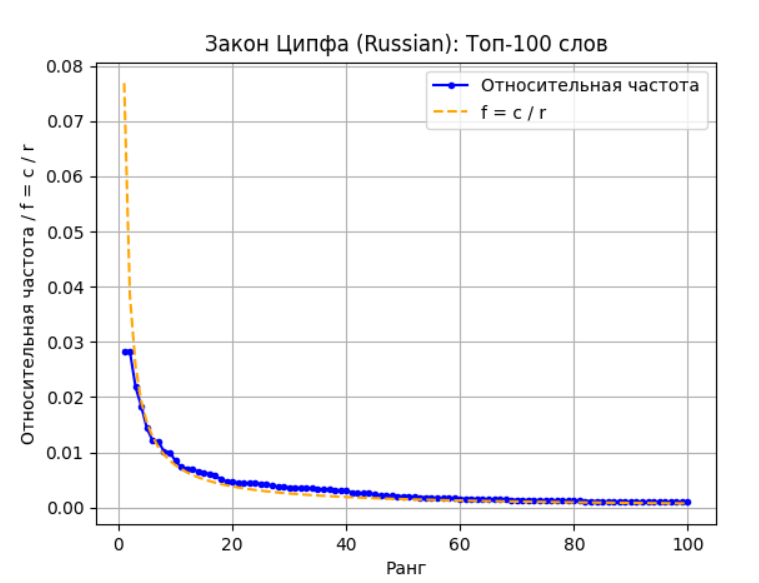 Закон Ципфа (Russian): Топ-100 слов
Относительная частота
f = c / r
Относительная частота / f = c / r
0.08
0.07
0.06
0.05
0.04
0.03
0.02
0.01
0.00
0 20 40 60 80 100
Ранг